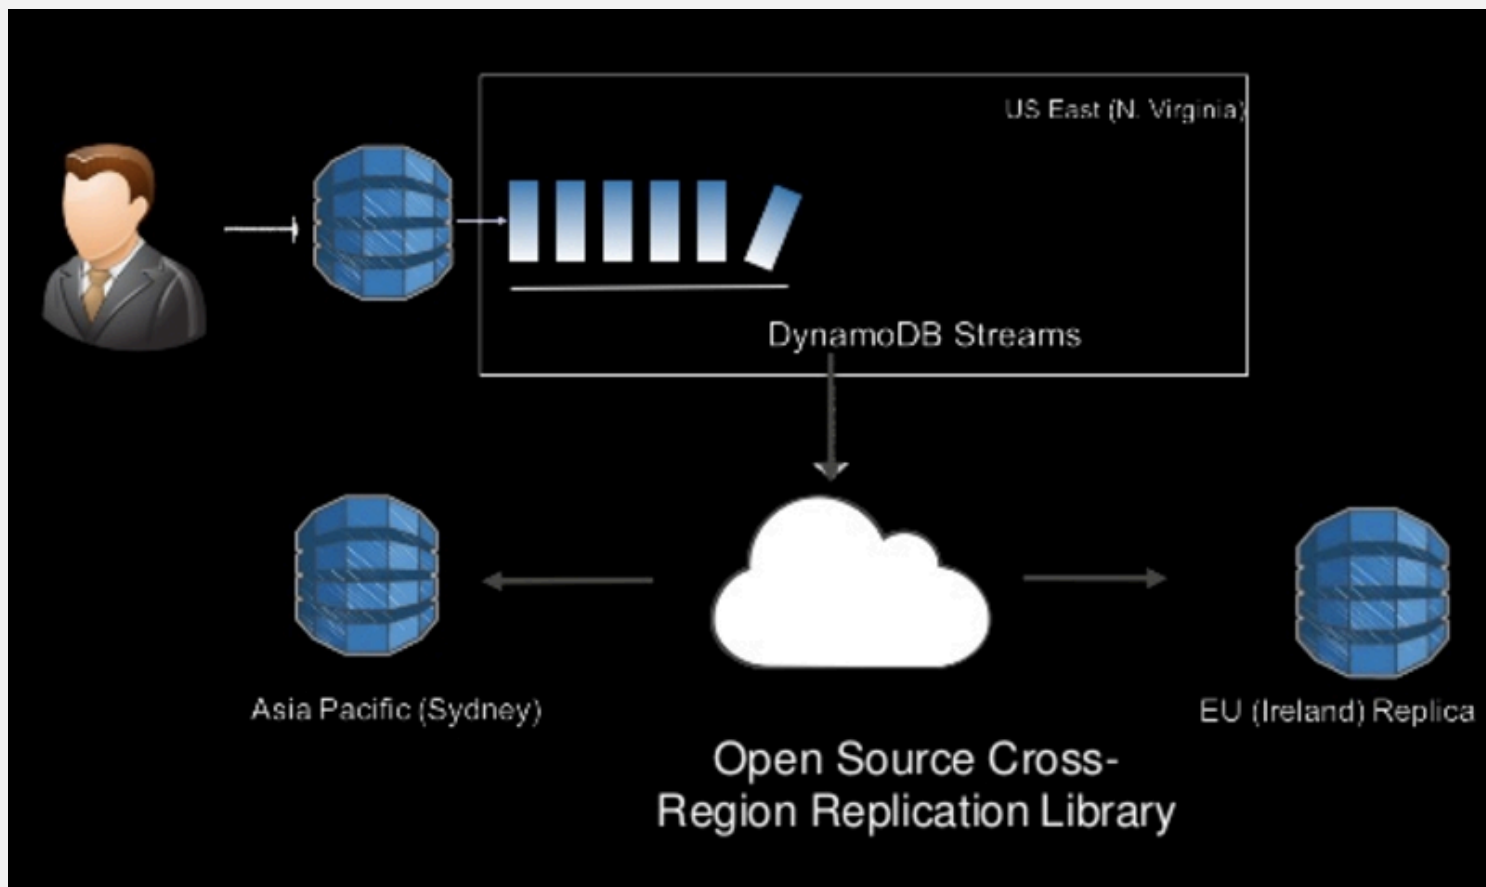 US East (N. Virginia)
DynamoDB Streams
Asia Pacific (Sydney)
EU (Ireland) Replica
Open Source Cross-
Region Replication Library